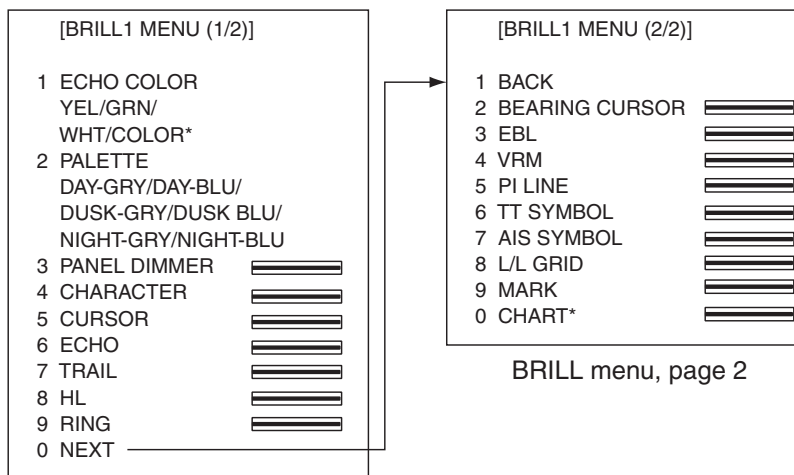 [BRILL1 MENU (1/2)]
1 ECHO COLOR
YEL/GRN/
WHT/COLOR*
2 PALETTE
DAY-GRY/DAY-BLU/
DUSK-GRY/DUSK BLU/
NIGHT-GRY/NIGHT-BLU
3 PANEL DIMMER
4 CHARACTER
5 CURSOR
6 ECHO
7 TRAIL
8 HL
9 RING
0 NEXT
[BRILL1 MENU (2/2)]
1 BACK
2 BEARING CURSOR
3 EBL
4 VRM
5 PI LINE
6 TT SYMBOL
7 AIS SYMBOL
8 L/L GRID
9 MARK
0 CHART*
BRILL menu, page 2